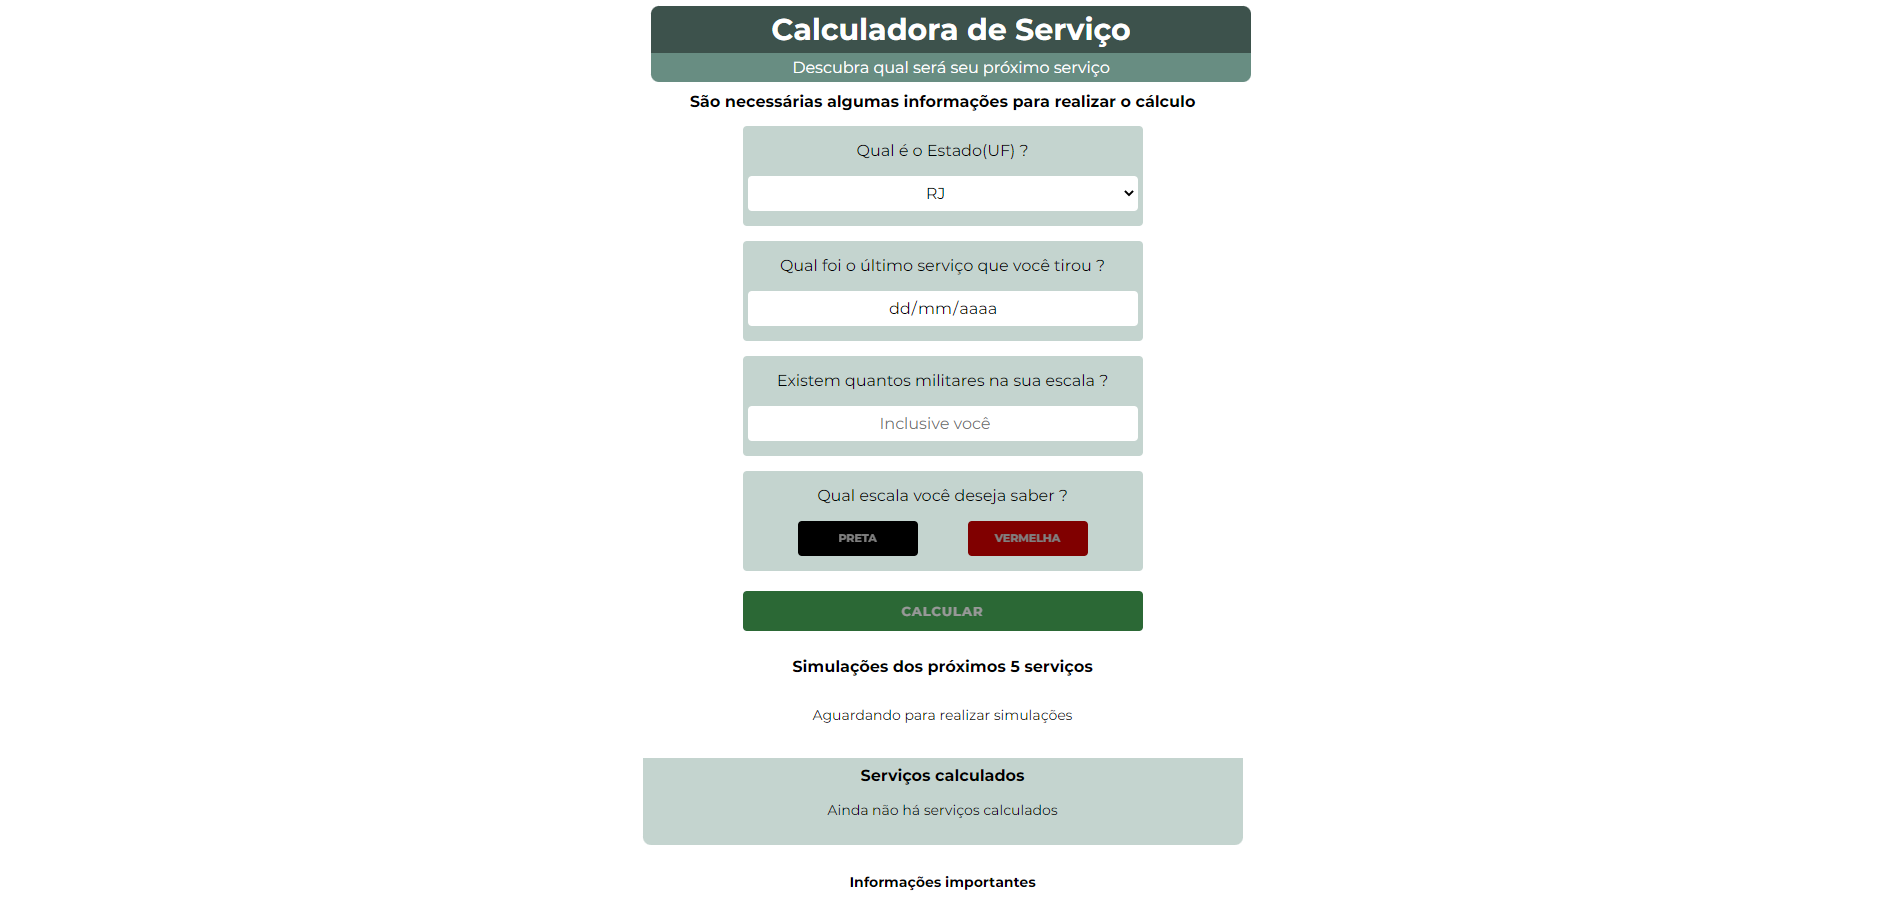 Calculadora de Serviço
Descubra qual será seu próximo serviço
São necessárias algumas informações para realizar o cálculo
Qual é o Estado(UF) ?
RJ
Qual foi o último serviço que você tirou ?
dd/mm/aaaa
Existem quantos militares na sua escala ?
Inclusive você
Qual escala você deseja saber ?
PRETA VERMELHA
CALCULAR
Simulações dos próximos 5 serviços
Aguardando para realizar simulações
Serviços calculados
Ainda não há serviços calculados
Informações importantes